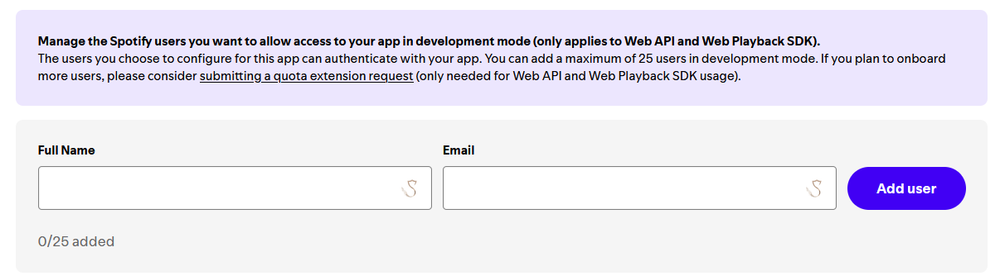 Manage the Spotify users you want to allow access to your app in development mode (only applies to Web API and Web Playback SDK).
The users you choose to configure for this app can authenticate with your app. You can add a maximum of 25 users in development mode. If you plan to onboard
more users, please consider submitting a quota extension request (only needed for Web API and Web Playback SDK usage).
Full Name
Email
Add user
0/25 added